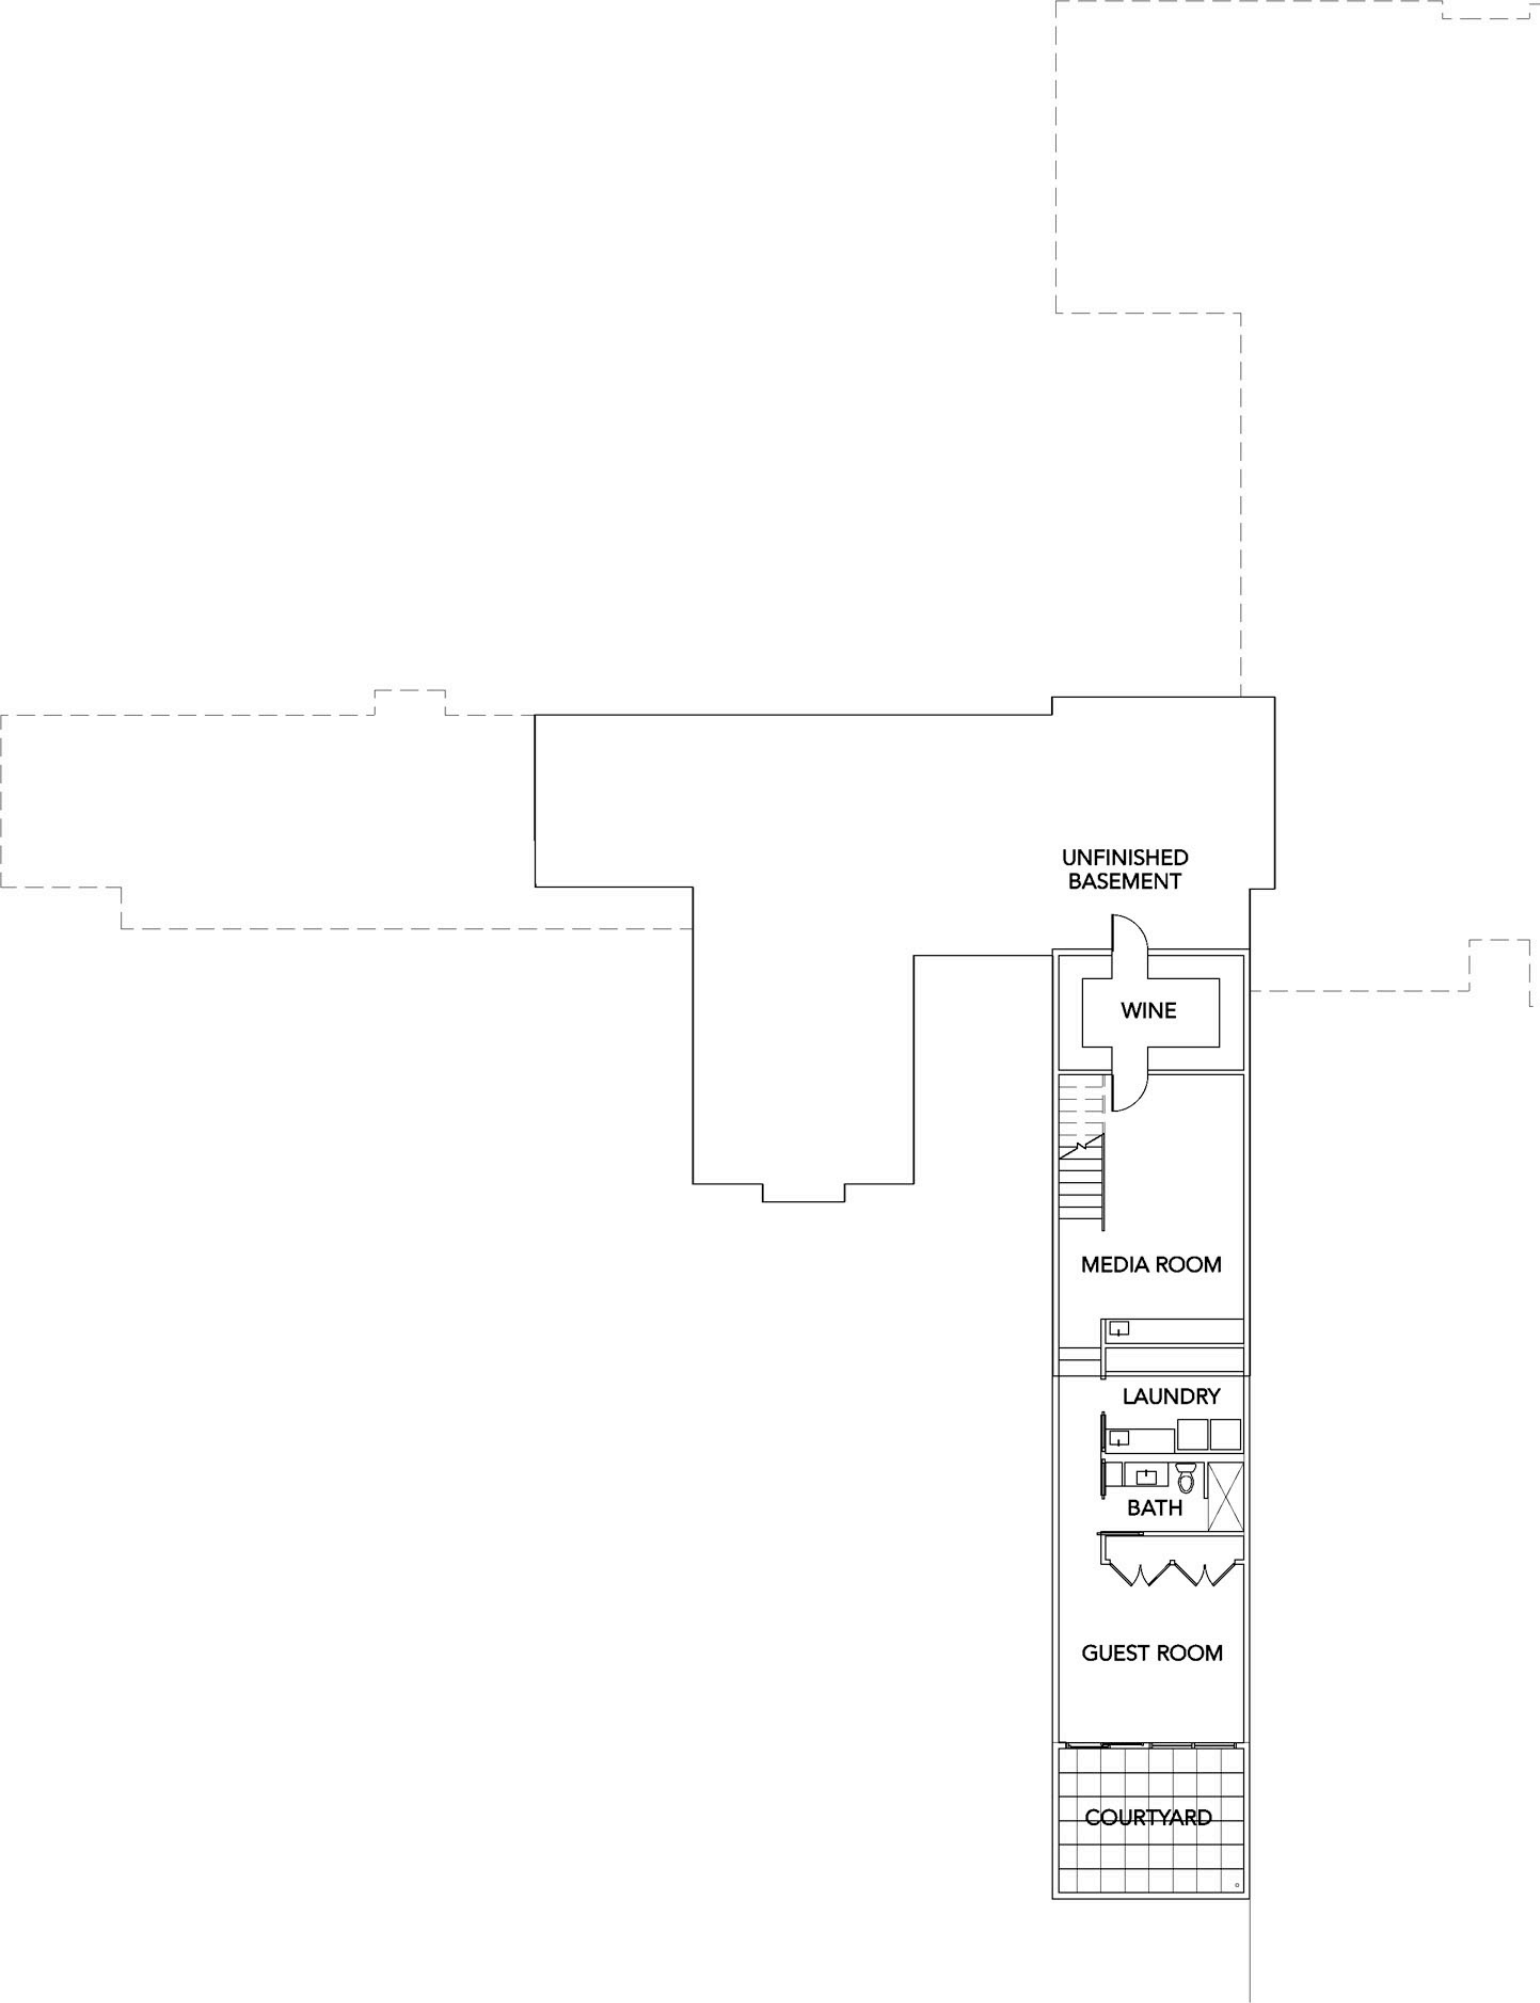 UNFINISHED
BASEMENT
WINE
MEDIA ROOM
LAUNDRY
BATH
GUEST ROOM
COURTYARD